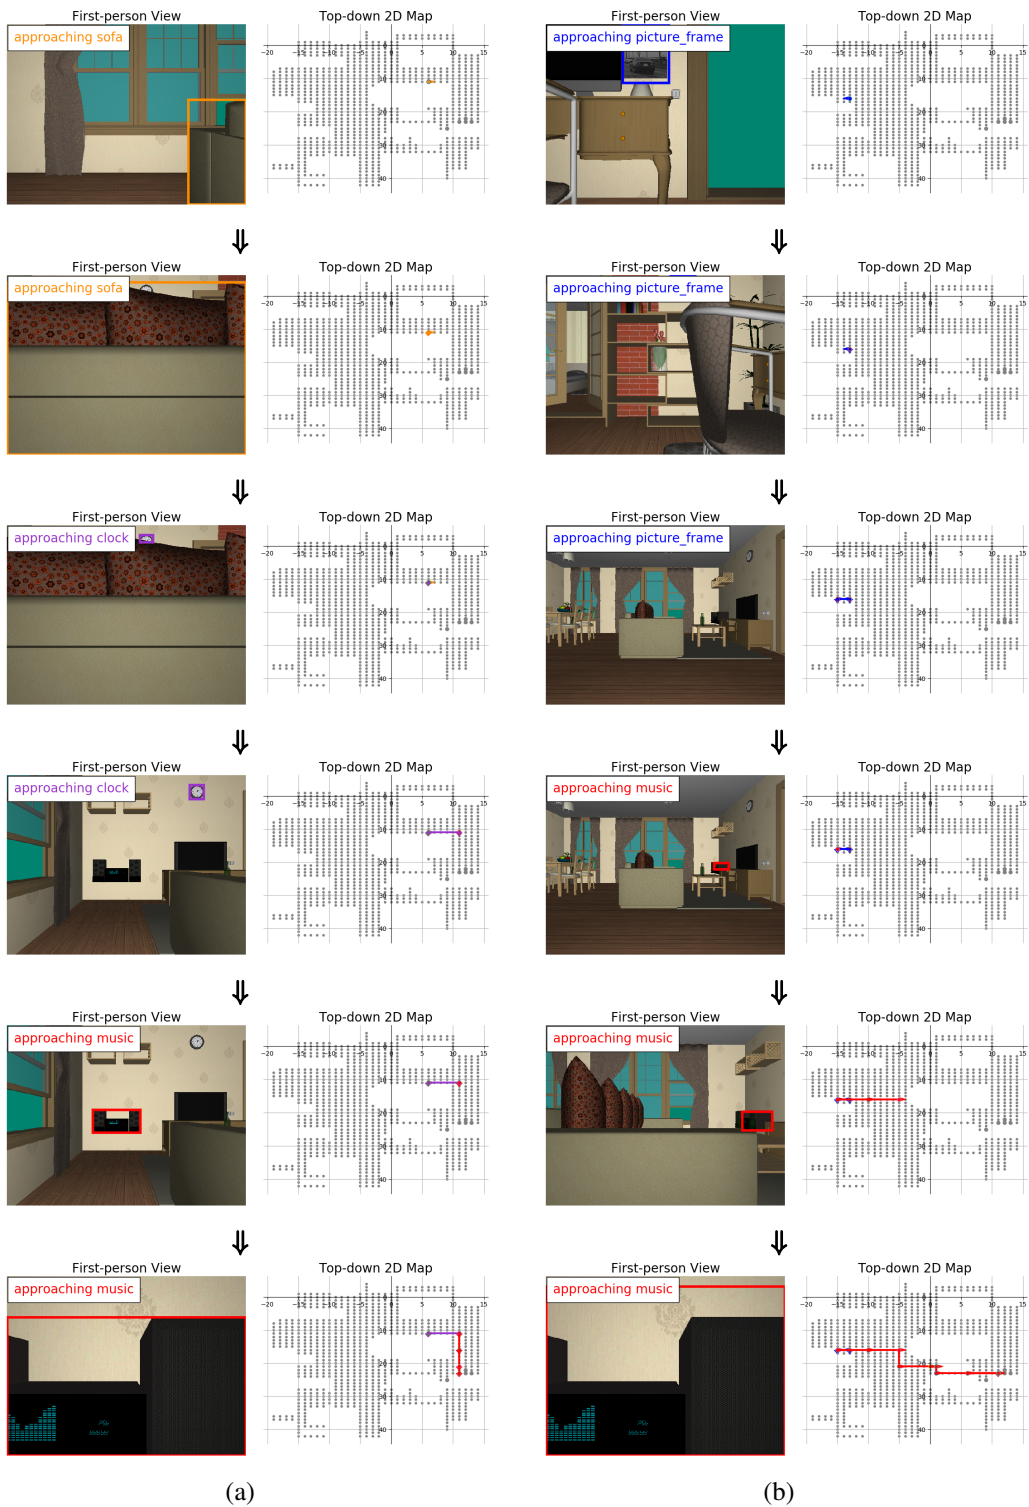 First-person View
Top-down 2D Map
First-person View
Top-down 2D Map
approaching sofa
approaching picture_frame
⇓
⇓
First-person View
Top-down 2D Map
First-person View
Top-down 2D Map
approaching sofa
approaching picture_frame
⇓
⇓
First-person View
Top-down 2D Map
First-person View
Top-down 2D Map
approaching clock
approaching picture_frame
⇓
⇓
First-person View
Top-down 2D Map
First-person View
Top-down 2D Map
approaching clock
approaching music
⇓
⇓
First-person View
Top-down 2D Map
First-person View
Top-down 2D Map
approaching music
approaching music
⇓
⇓
First-person View
Top-down 2D Map
First-person View
Top-down 2D Map
approaching music
approaching music
(a)
(b)